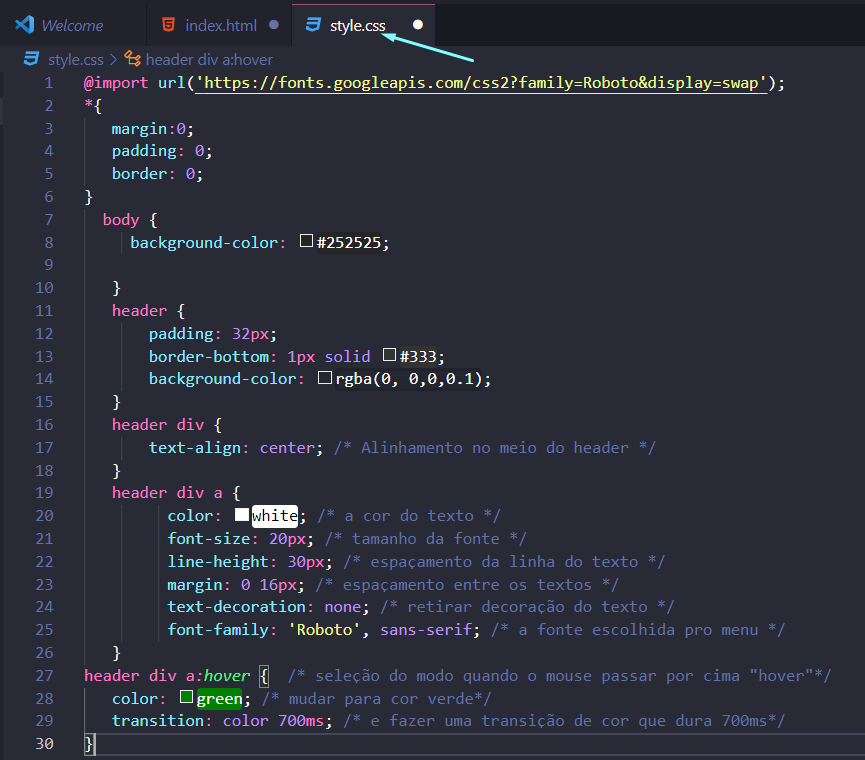 Welcome index.html style.css
style.css > header div a:hover
1 @import url('https://fonts.googleapis.com/css2?family=Roboto&display=swap');
2 *{
3 margin:0;
4 padding: 0;
5 border: 0;
6 }
7 body {
8 background-color: #252525;
9
10 }
11 header {
12 padding: 32px;
13 border-bottom: 1px solid #333;
14 background-color: rgba(0, 0,0,0.1);
15 }
16 header div {
17 text-align: center; /* Alinhamento no meio do header */
18 }
19 header div a {
20 color: white; /* a cor do texto */
21 font-size: 20px; /* tamanho da fonte */
22 line-height: 30px; /* espaçamento da linha do texto */
23 margin: 0 16px; /* espaçamento entre os textos */
24 text-decoration: none; /* retirar decoração do texto */
25 font-family: 'Roboto', sans-serif; /* a fonte escolhida pro menu */
26 }
27 header div a:hover { /* seleção do modo quando o mouse passar por cima "hover"*/
28 color: green; /* mudar para cor verde*/
29 transition: color 700ms; /* e fazer uma transição de cor que dura 700ms*/
30 }